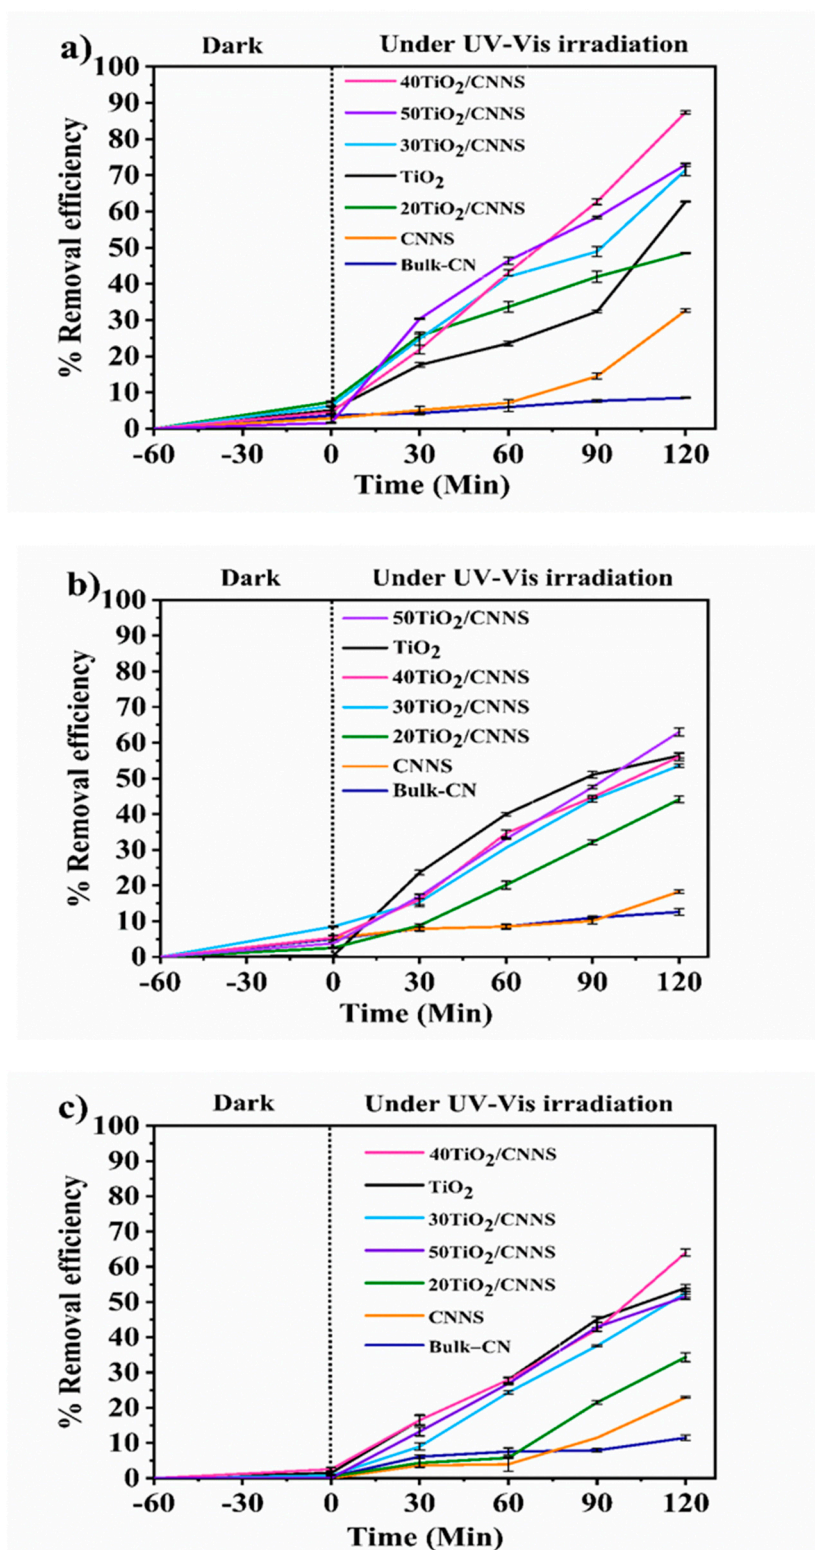 a)
Dark Under UV-Vis irradiation
% Removal efficiency
100
90
80
70
60
50
40
30
20
10
0
40TiO2/CNNS
50TiO2/CNNS
30TiO2/CNNS
TiO2
20TiO2/CNNS
CNNS
Bulk-CN
-60 -30 0 30 60 90 120
Time (Min)
b)
Dark Under UV-Vis irradiation
% Removal efficiency
100
90
80
70
60
50
40
30
20
10
0
50TiO2/CNNS
TiO2
40TiO2/CNNS
30TiO2/CNNS
20TiO2/CNNS
CNNS
Bulk-CN
-60 -30 0 30 60 90 120
Time (Min)
c)
Dark Under UV-Vis irradiation
% Removal efficiency
100
90
80
70
60
50
40
30
20
10
0
40TiO2/CNNS
TiO2
30TiO2/CNNS
50TiO2/CNNS
20TiO2/CNNS
CNNS
Bulk−CN
-60 -30 0 30 60 90 120
Time (Min)